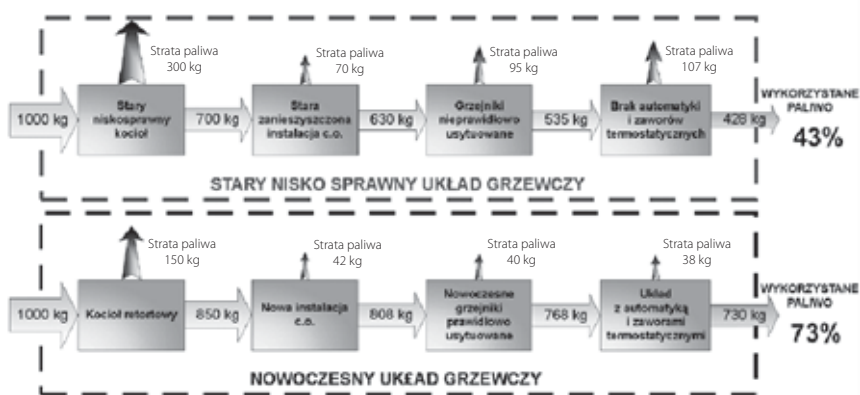 Strata paliwa
300 kg
Strata paliwa
70 kg
Strata paliwa
95 kg
Strata paliwa
107 kg
1000 kg
Stary
niskosprawny
kocioł
700 kg
Stara
zanieszyszczona
instalacja c.o.
630 kg
Grzejniki
nieprawidłowo
usytuowane
535 kg
Brak automatyki
i zaworów
termostatycznych
428 kg
WYKORZYSTANE
PALIWO
43%
STARY NISKO SPRAWNY UKŁAD GRZEWCZY
Strata paliwa
150 kg
Strata paliwa
42 kg
Strata paliwa
40 kg
Strata paliwa
38 kg
1000 kg
Kocioł retortowy
850 kg
Nowa instalacja
c.o.
808 kg
Nowoczesne
grzejniki
prawidłowo
usytuowane
768 kg
Układ
z automatyką
i zaworami
termostatycznymi
730 kg
WYKORZYSTANE
PALIWO
73%
NOWOCZESNY UKŁAD GRZEWCZY